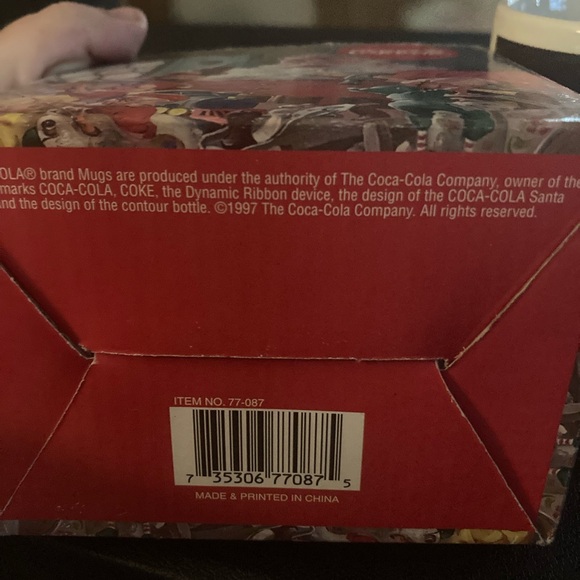 OLA® brand Mugs are produced under the authority of The Coca-Cola Company, owner of the
marks COCA-COLA, COKE, the Dynamic Ribbon device, the design of the COCA-COLA Santa
nd the design of the contour bottle. ©1997 The Coca-Cola Company. All rights reserved.
ITEM NO. 77-087
7 35306 77087 5
MADE & PRINTED IN CHINA